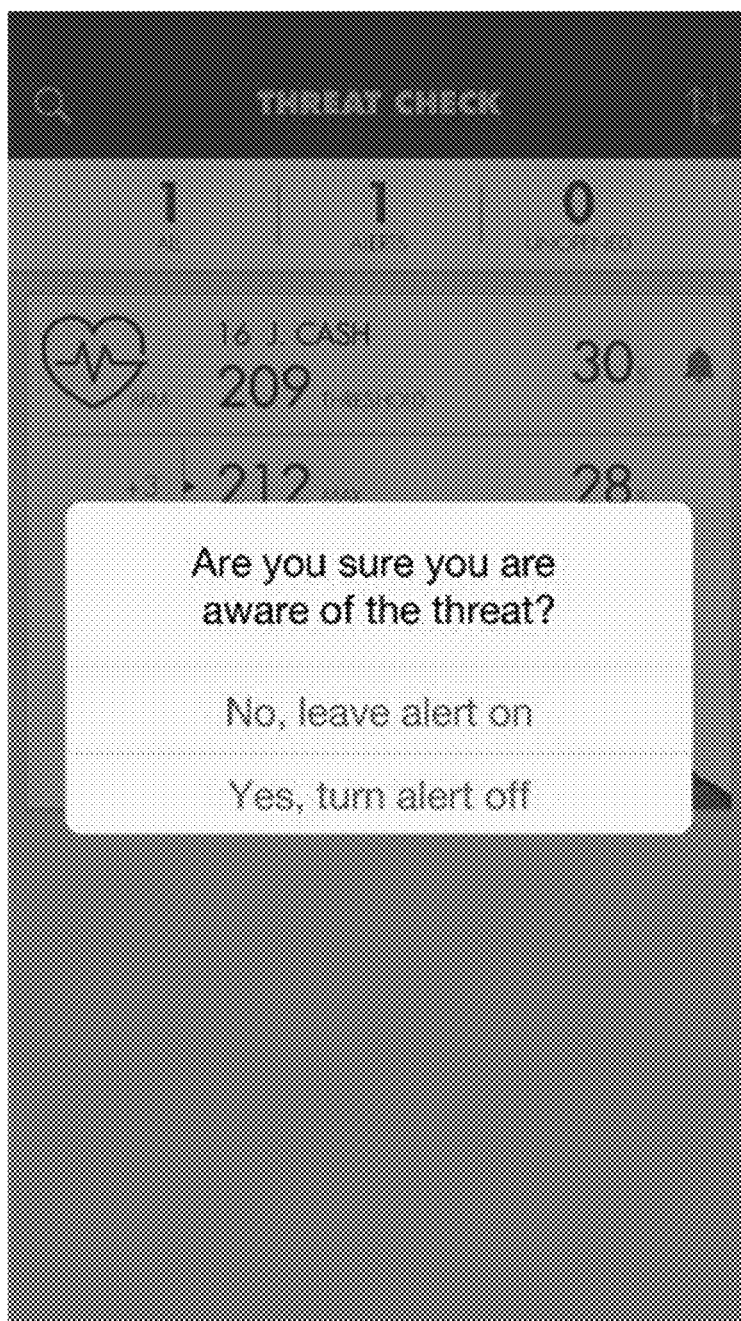 THREAT CHECK
1 1 0
16 J. CASH
209 30
212 28
Are you sure you are
aware of the threat?
No, leave alert on
Yes, turn alert off